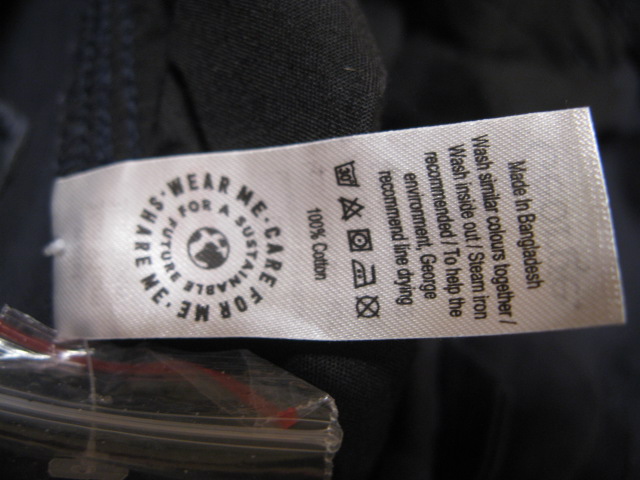 WEAR ME · CARE FOR ME · SHARE ME ·
FOR A SUSTAINABLE FUTURE
100% Cotton
Made In Bangladesh
Wash similar colours together /
Wash inside out / Steam iron
recommended / To help the
environment, George
recommend line drying